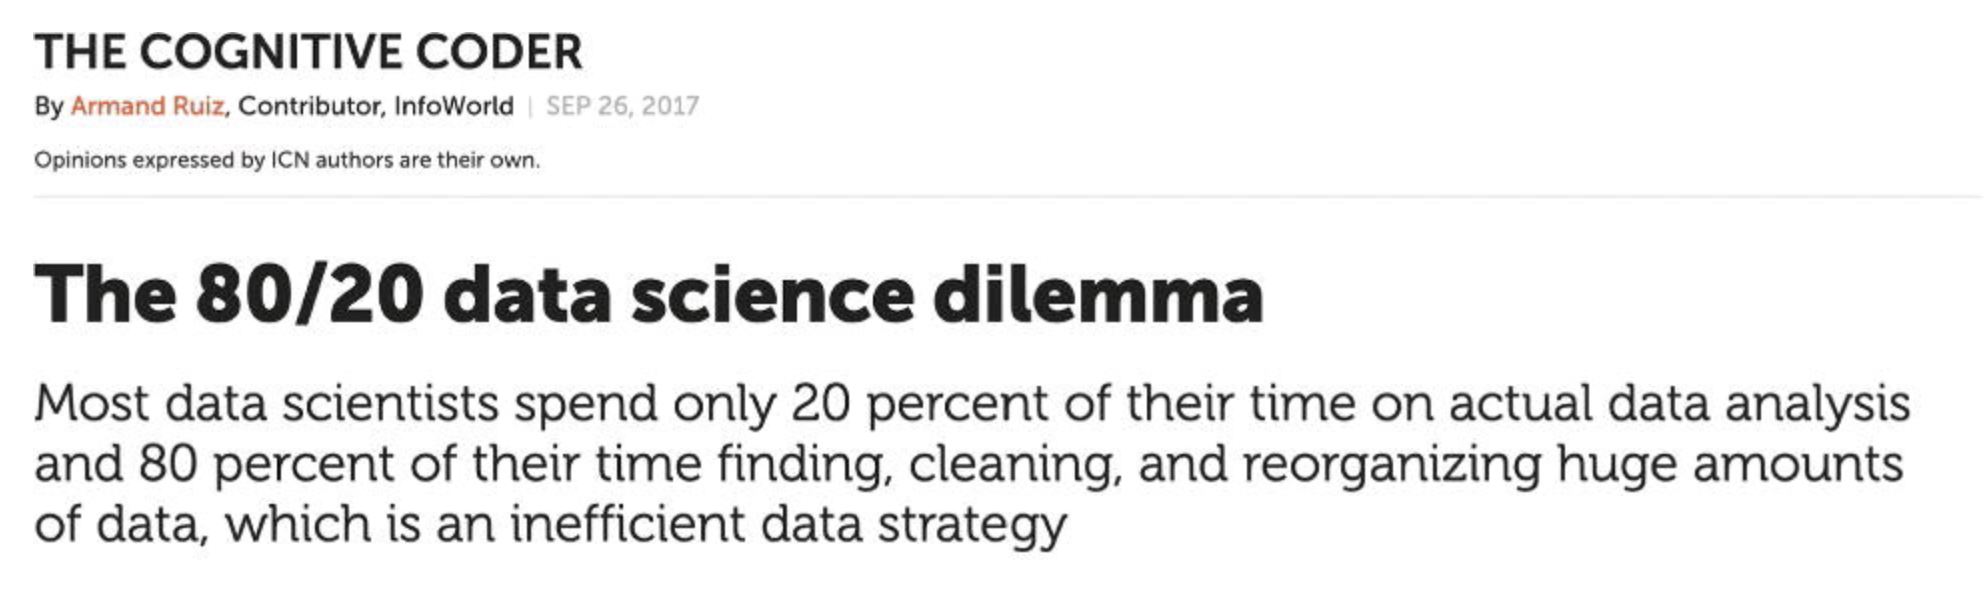 THE COGNITIVE CODER
By Armand Ruiz, Contributor, InfoWorld | SEP 26, 2017
Opinions expressed by ICN authors are their own.
The 80/20 data science dilemma
Most data scientists spend only 20 percent of their time on actual data analysis
and 80 percent of their time finding, cleaning, and reorganizing huge amounts
of data, which is an inefficient data strategy